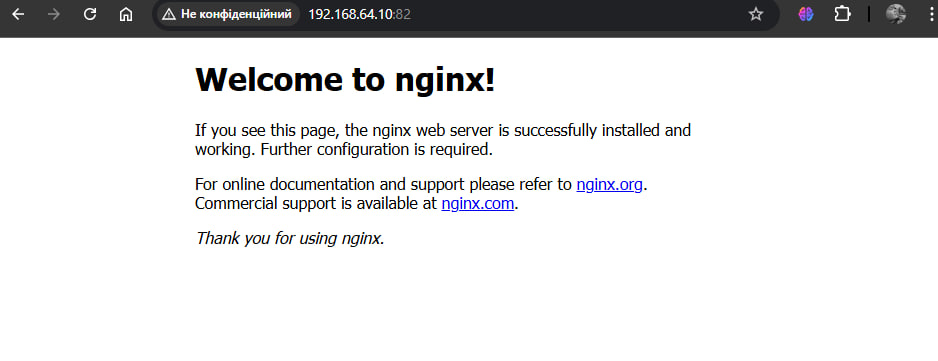 Не конфіденційний 192.168.64.10:82
Welcome to nginx!
If you see this page, the nginx web server is successfully installed and
working. Further configuration is required.
For online documentation and support please refer to nginx.org.
Commercial support is available at nginx.com.
Thank you for using nginx.